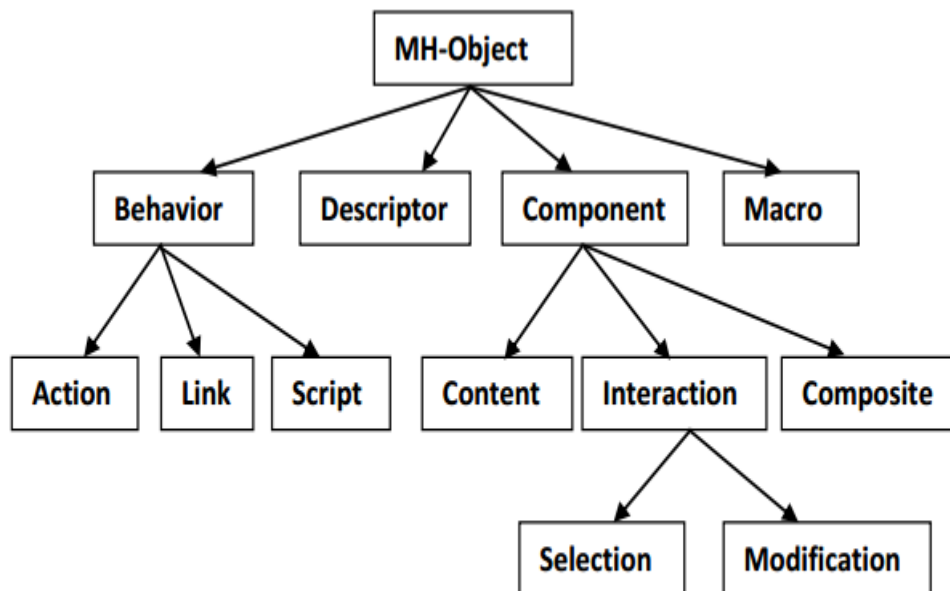 MH-Object
Behavior
Descriptor
Component
Macro
Action
Link
Script
Content
Interaction
Composite
Selection
Modification